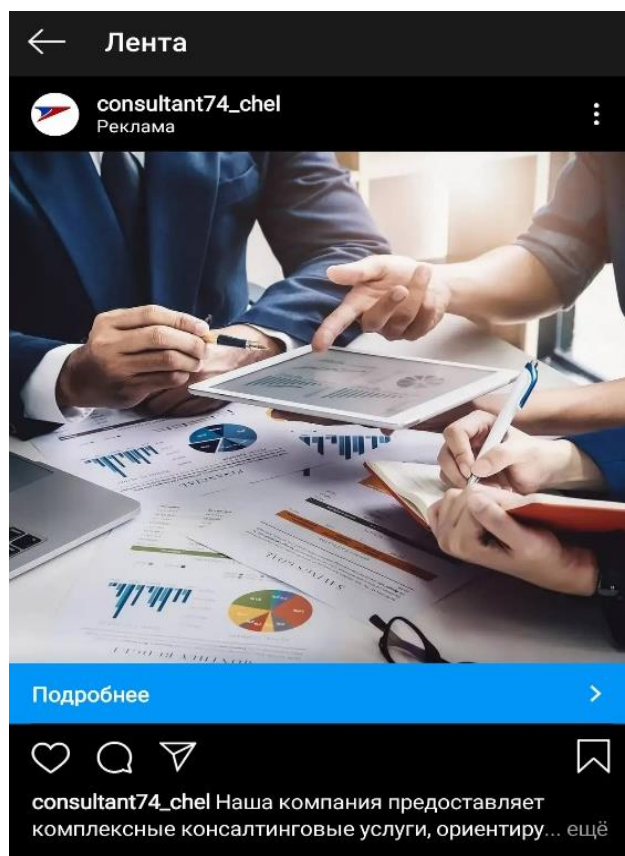 Лента
consultant74_chel
Реклама
Подробнее
consultant74_chel Наша компания предоставляет
комплексные консалтинговые услуги, ориентиру... ещё